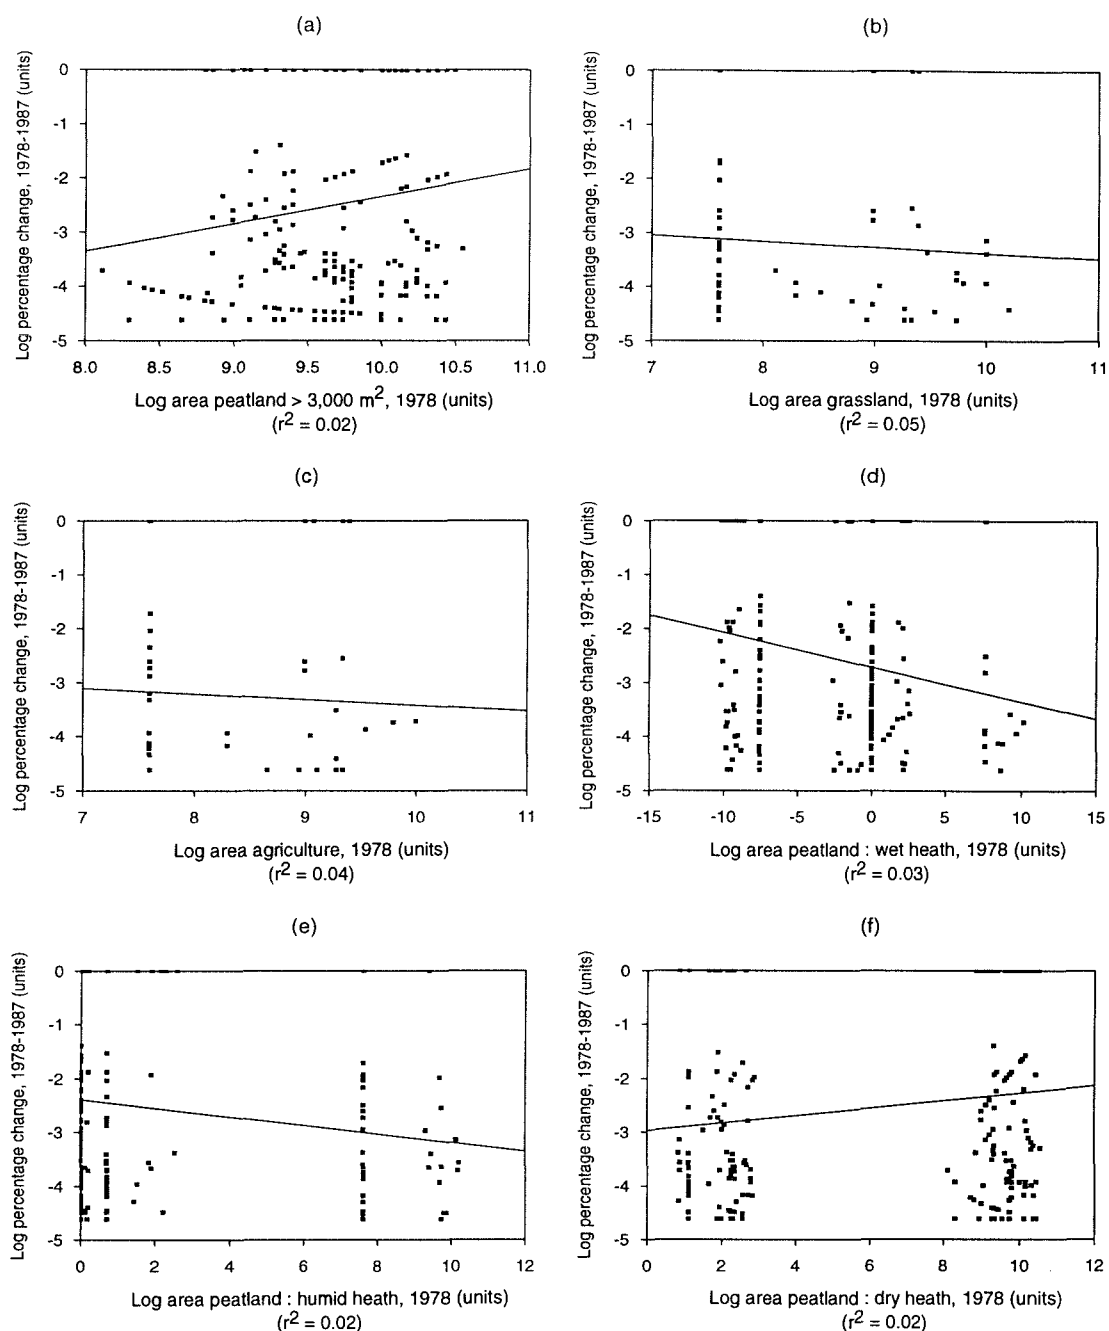 (a)
Log percentage change, 1978-1987 (units)
0
-1
-2
-3
-4
-5
8.0 8.5 9.0 9.5 10.0 10.5 11.0
Log area peatland > 3,000 m², 1978 (units)
(r² = 0.02)
(b)
Log percentage change, 1978-1987 (units)
0
-1
-2
-3
-4
-5
7 8 9 10 11
Log area grassland, 1978 (units)
(r² = 0.05)
(c)
Log percentage change, 1978-1987 (units)
0
-1
-2
-3
-4
-5
7 8 9 10 11
Log area agriculture, 1978 (units)
(r² = 0.04)
(d)
Log percentage change, 1978-1987 (units)
0
-1
-2
-3
-4
-5
-15 -10 -5 0 5 10 15
Log area peatland : wet heath, 1978 (units)
(r² = 0.03)
(e)
Log percentage change, 1978-1987 (units)
0
-1
-2
-3
-4
-5
0 2 4 6 8 10 12
Log area peatland : humid heath, 1978 (units)
(r² = 0.02)
(f)
Log percentage change, 1978-1987 (units)
0
-1
-2
-3
-4
-5
0 2 4 6 8 10 12
Log area peatland : dry heath, 1978 (units)
(r² = 0.02)